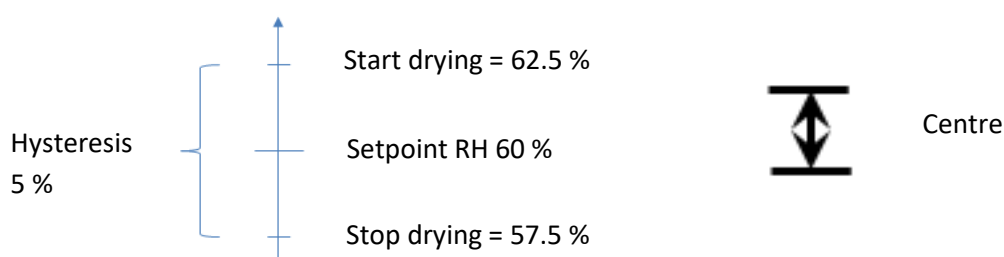 Start drying = 62.5 %
Hysteresis
5 %
Setpoint RH 60 %
Centre
Stop drying = 57.5 %